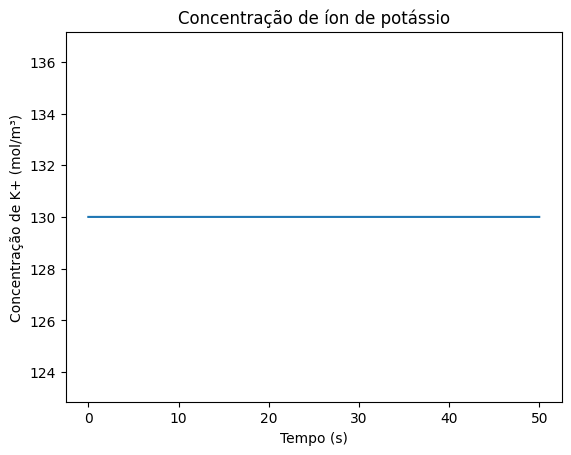 Concentração de íon de potássio
Concentração de K+ (mol/m³)
136
134
132
130
128
126
124
0 10 20 30 40 50
Tempo (s)